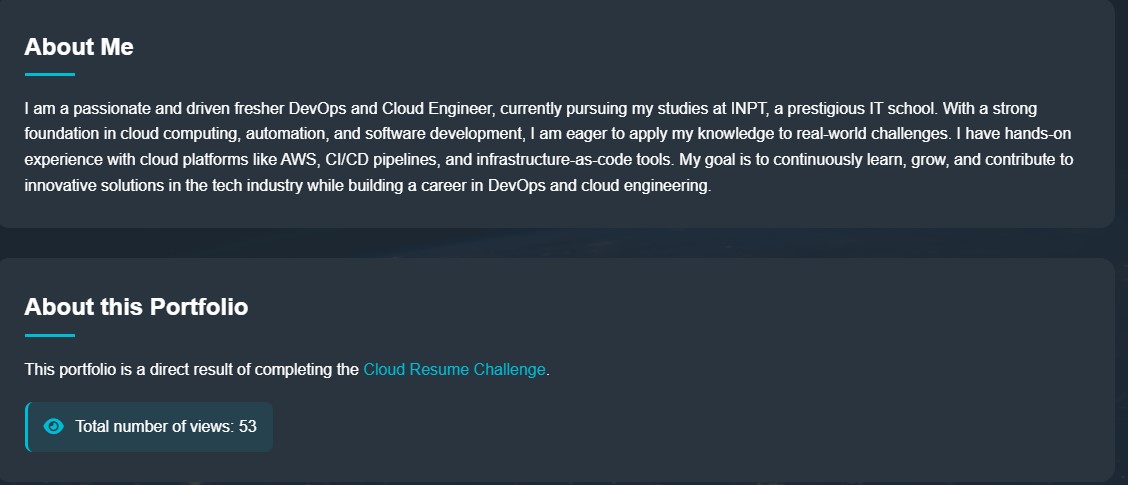 About Me
I am a passionate and driven fresher DevOps and Cloud Engineer, currently pursuing my studies at INPT, a prestigious IT school. With a strong
foundation in cloud computing, automation, and software development, I am eager to apply my knowledge to real-world challenges. I have hands-on
experience with cloud platforms like AWS, CI/CD pipelines, and infrastructure-as-code tools. My goal is to continuously learn, grow, and contribute to
innovative solutions in the tech industry while building a career in DevOps and cloud engineering.
About this Portfolio
This portfolio is a direct result of completing the Cloud Resume Challenge.
Total number of views: 53